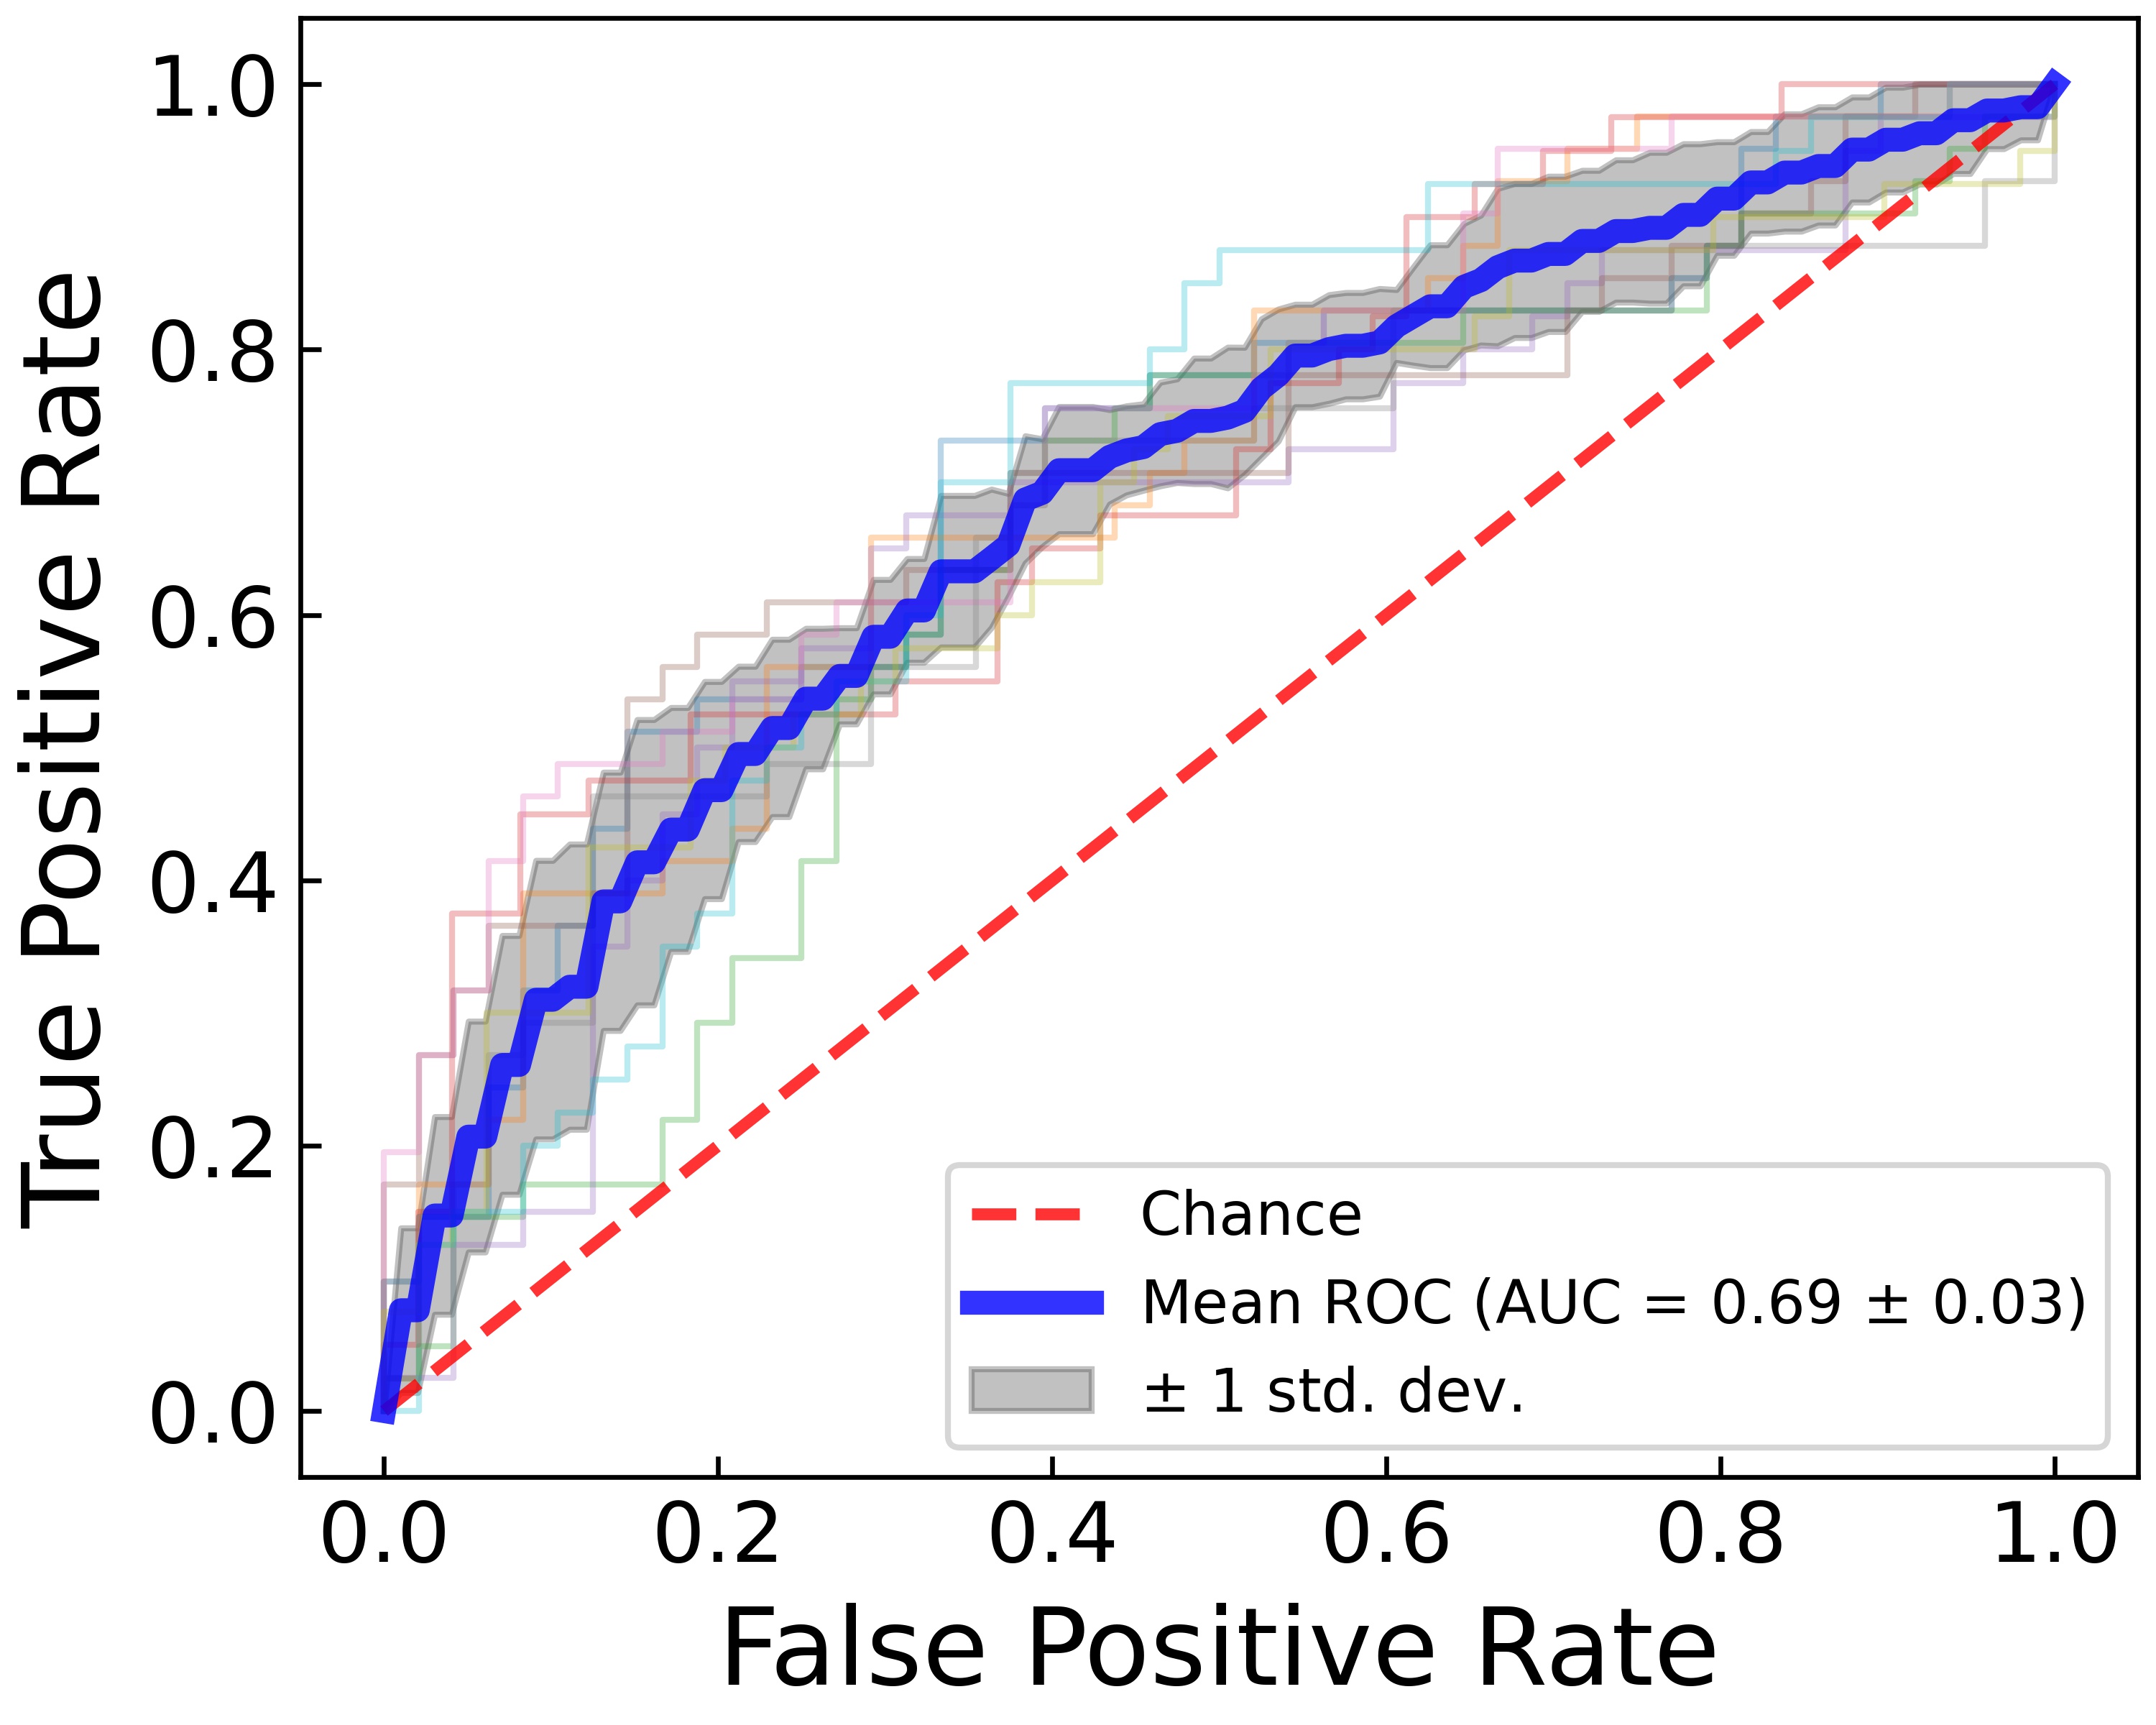 True Positive Rate
1.0
0.8
0.6
0.4
0.2
0.0
Chance
Mean ROC (AUC = 0.69 ± 0.03)
± 1 std. dev.
0.0 0.2 0.4 0.6 0.8 1.0
False Positive Rate